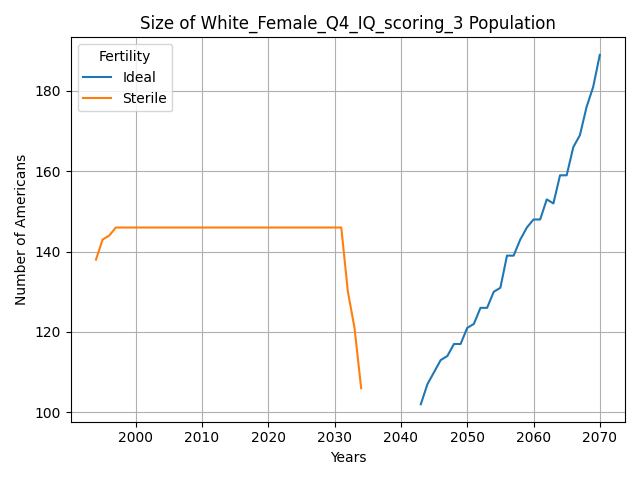 Size of White_Female_Q4_IQ_scoring_3 Population
Fertility
Ideal
Sterile
Number of Americans
180
160
140
120
100
2000 2010 2020 2030 2040 2050 2060 2070
Years